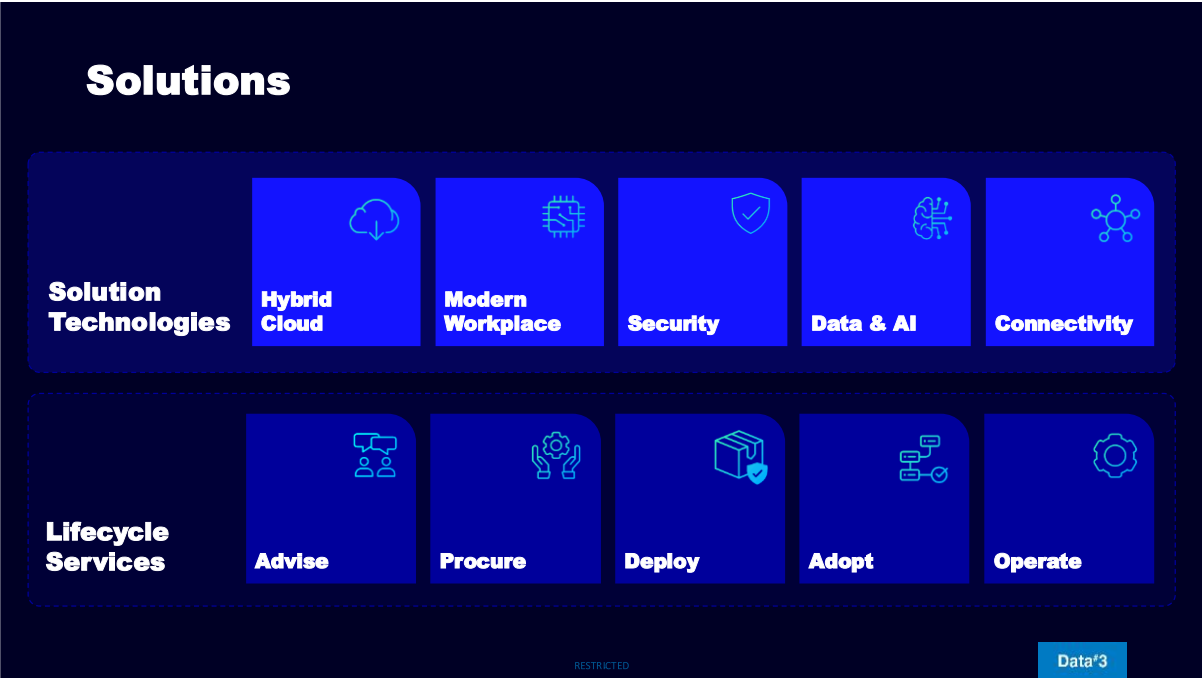 Solutions
Solution
Technologies
Hybrid
Cloud
Modern
Workplace
Security
Data & AI
Connectivity
Lifecycle
Services
Advise
Procure
Deploy
Adopt
Operate
RESTRICTED
Data#3